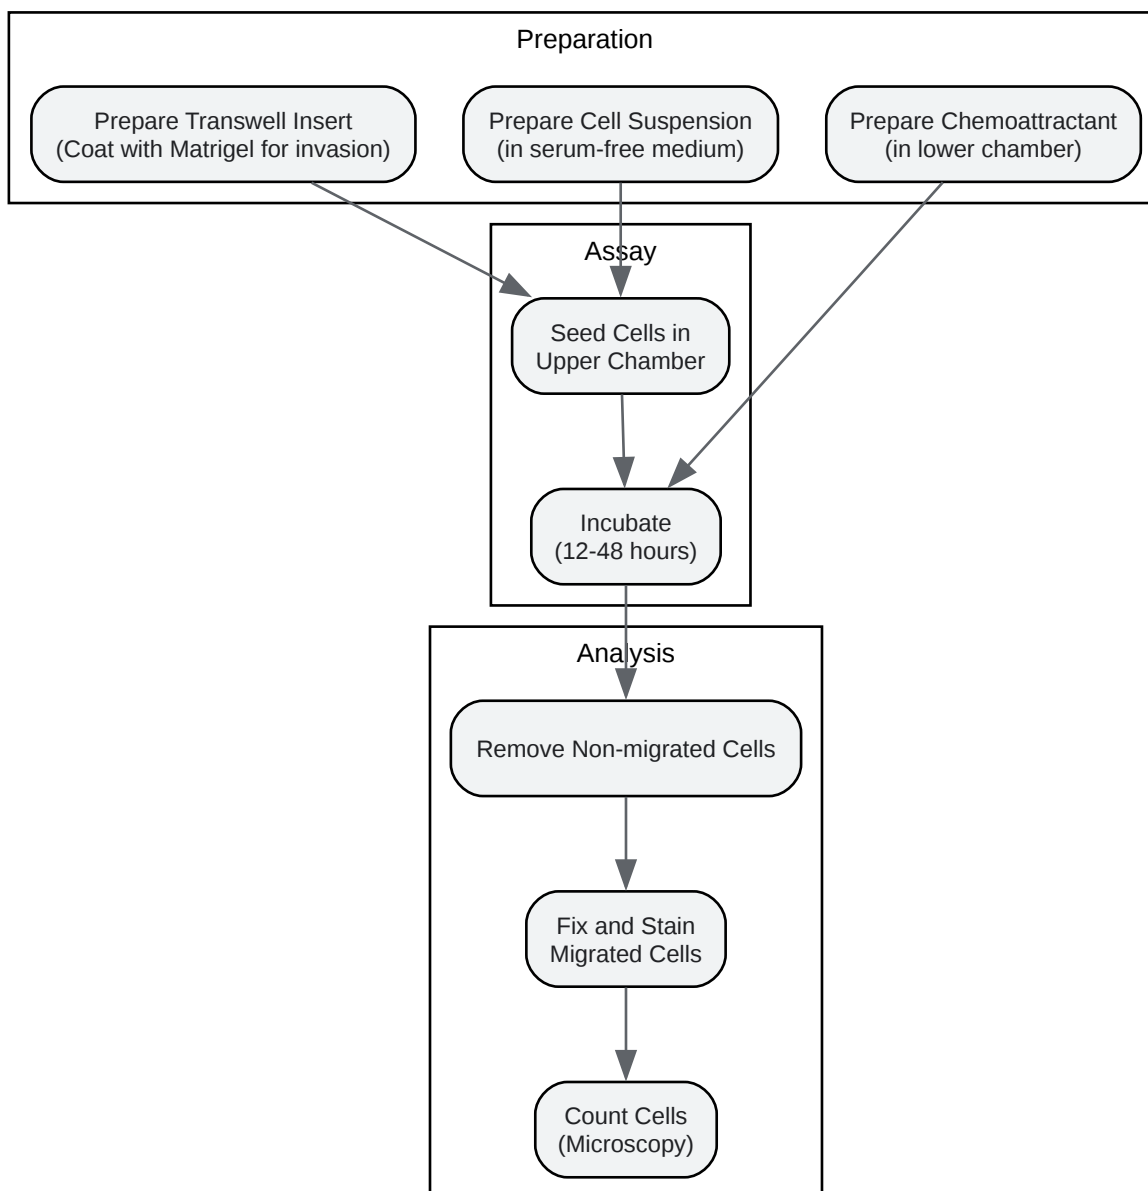 Preparation
Prepare Transwell Insert
(Coat with Matrigel for invasion)
Prepare Cell Suspension
(in serum-free medium)
Prepare Chemoattractant
(in lower chamber)
Assay
Seed Cells in
Upper Chamber
Incubate
(12-48 hours)
Analysis
Remove Non-migrated Cells
Fix and Stain
Migrated Cells
Count Cells
(Microscopy)